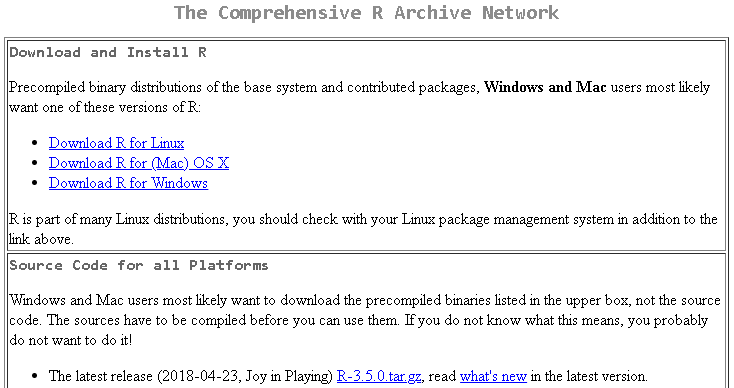 The Comprehensive R Archive Network
Download and Install R
Precompiled binary distributions of the base system and contributed packages, Windows and Mac users most likely
want one of these versions of R:
• Download R for Linux
• Download R for (Mac) OS X
• Download R for Windows
R is part of many Linux distributions, you should check with your Linux package management system in addition to the
link above.
Source Code for all Platforms
Windows and Mac users most likely want to download the precompiled binaries listed in the upper box, not the source
code. The sources have to be compiled before you can use them. If you do not know what this means, you probably
do not want to do it!
• The latest release (2018-04-23, Joy in Playing) R-3.5.0.tar.gz, read what's new in the latest version.